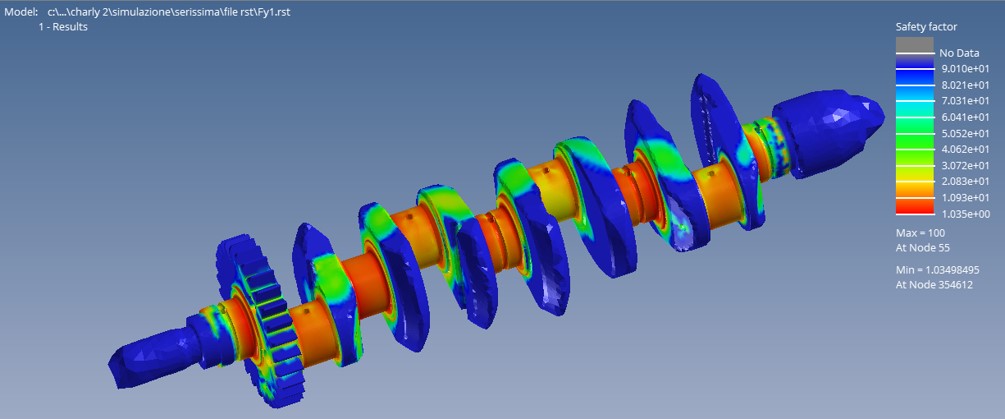 Model: c:\...\charly 2\simulazione\serissima\file rst\Fy1.rst
1 - Results
Safety factor
No Data
9.010e+01
8.021e+01
7.031e+01
6.041e+01
5.052e+01
4.062e+01
3.072e+01
2.083e+01
1.093e+01
1.035e+00
Max = 100
At Node 55
Min = 1.03498495
At Node 354612